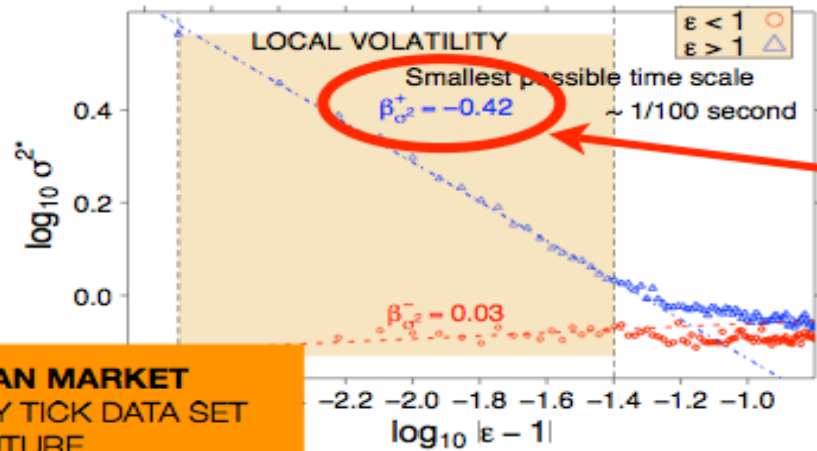 ε < 1
ε > 1
LOCAL VOLATILITY
Smallest possible time scale
β⁺σ² = −0.42
~ 1/100 second
0.4
0.2
0.0
log₁₀ σ²*
β⁻σ² = 0.03
AN MARKET
Y TICK DATA SET
−2.2 −2.0 −1.8 −1.6 −1.4 −1.2 −1.0
log₁₀ |ε − 1|